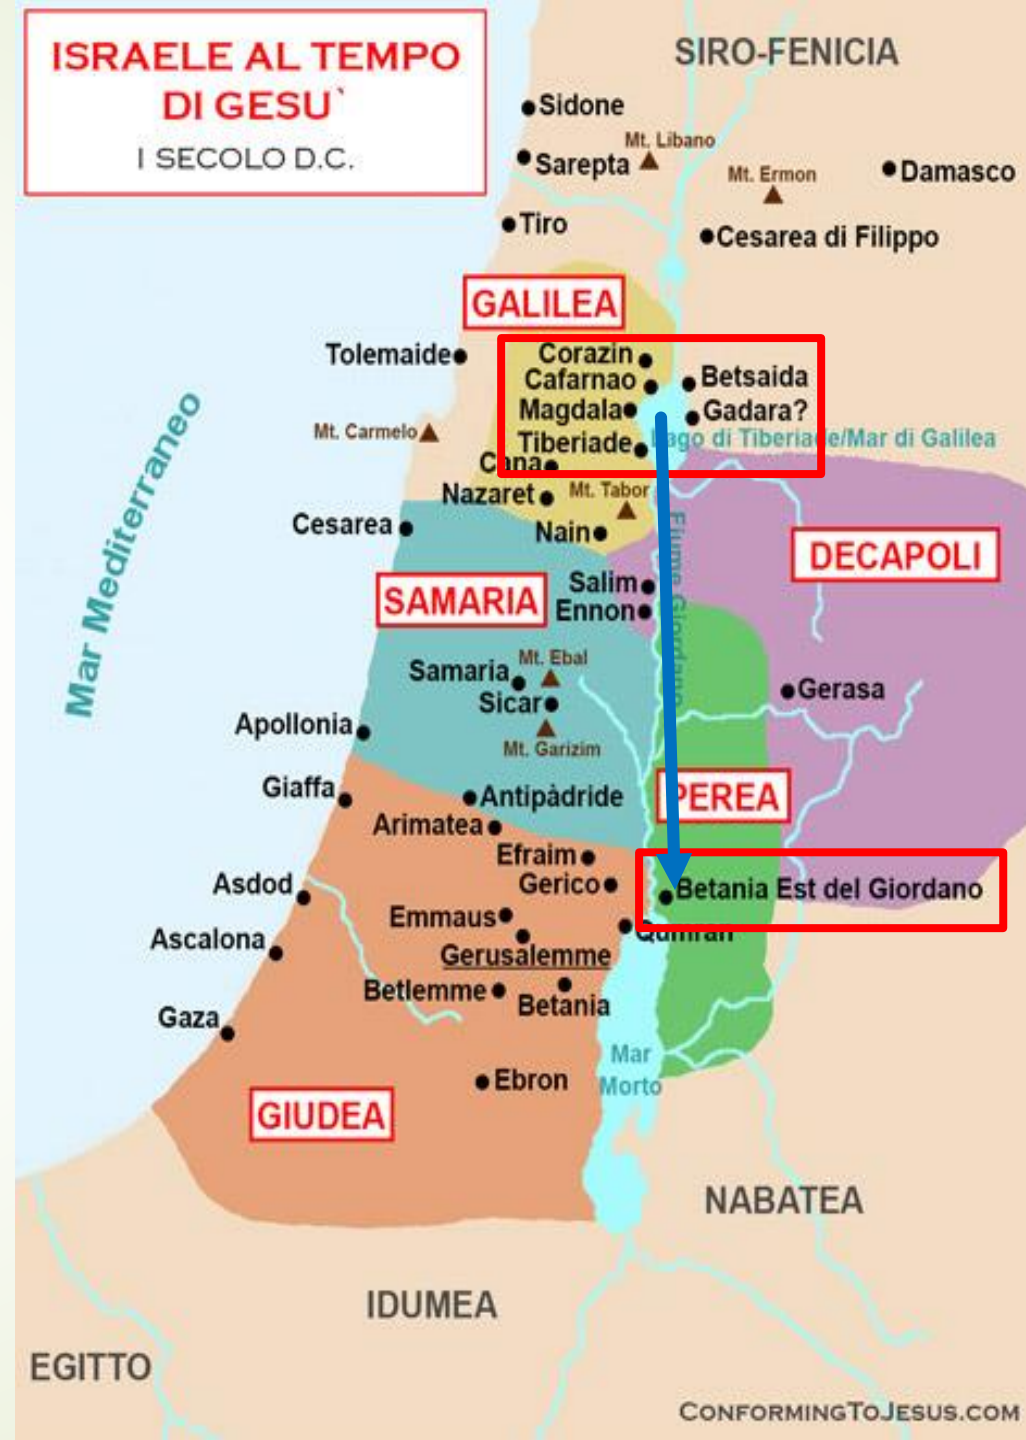 ISRAELE AL TEMPO
DI GESU`
I SECOLO D.C.
SIRO-FENICIA
Sidone
Mt. Libano
Sarepta
Mt. Ermon
Damasco
Tiro
Cesarea di Filippo
GALILEA
Tolemaide
Corazin
Cafarnao
Betsaida
Magdala
Gadara?
Mt. Carmelo
Tiberiade
Lago di Tiberiade/Mar di Galilea
Cana
Nazaret
Mt. Tabor
Mar Mediterraneo
Cesarea
Nain
Fiume Giordano
DECAPOLI
SAMARIA
Salim
Ennon
Samaria
Mt. Ebal
Sicar
Gerasa
Apollonia
Mt. Garizim
Giaffa
Antipàdride
PEREA
Arimatea
Efraim
Asdod
Gerico
Betania Est del Giordano
Emmaus
Qumran
Ascalona
Gerusalemme
Betlemme
Betania
Gaza
Mar
Morto
Ebron
GIUDEA
NABATEA
IDUMEA
EGITTO
CONFORMINGTOJESUS.COM